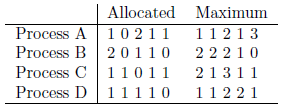 Allocated Maximum
Process A 1 0 2 1 1 1 1 2 1 3
Process B 2 0 1 1 0 2 2 2 1 0
Process C 1 1 0 1 1 2 1 3 1 1
Process D 1 1 1 1 0 1 1 2 2 1